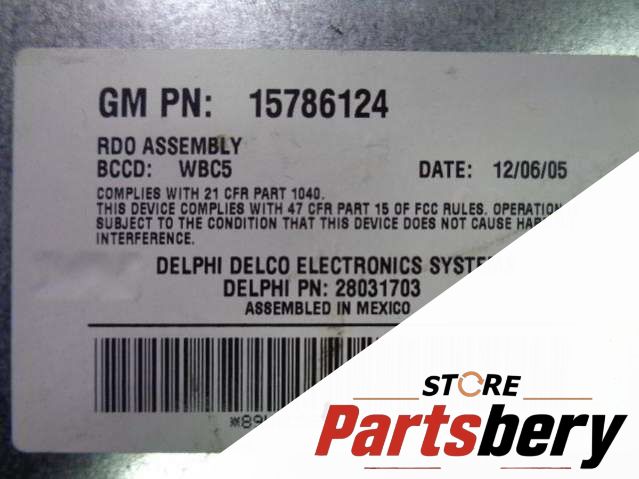 GM PN: 15786124
RDO ASSEMBLY
BCCD: WBC5 DATE: 12/06/05
COMPLIES WITH 21 CFR PART 1040.
THIS DEVICE COMPLIES WITH 47 CFR PART 15 OF FCC RULES. OPERATION
SUBJECT TO THE CONDITION THAT THIS DEVICE DOES NOT CAUSE
INTERFERENCE.
DELPHI DELCO ELECTRONICS
DELPHI PN: 28031703
ASSEMBLED IN MEXICO
STORE
Partsbery